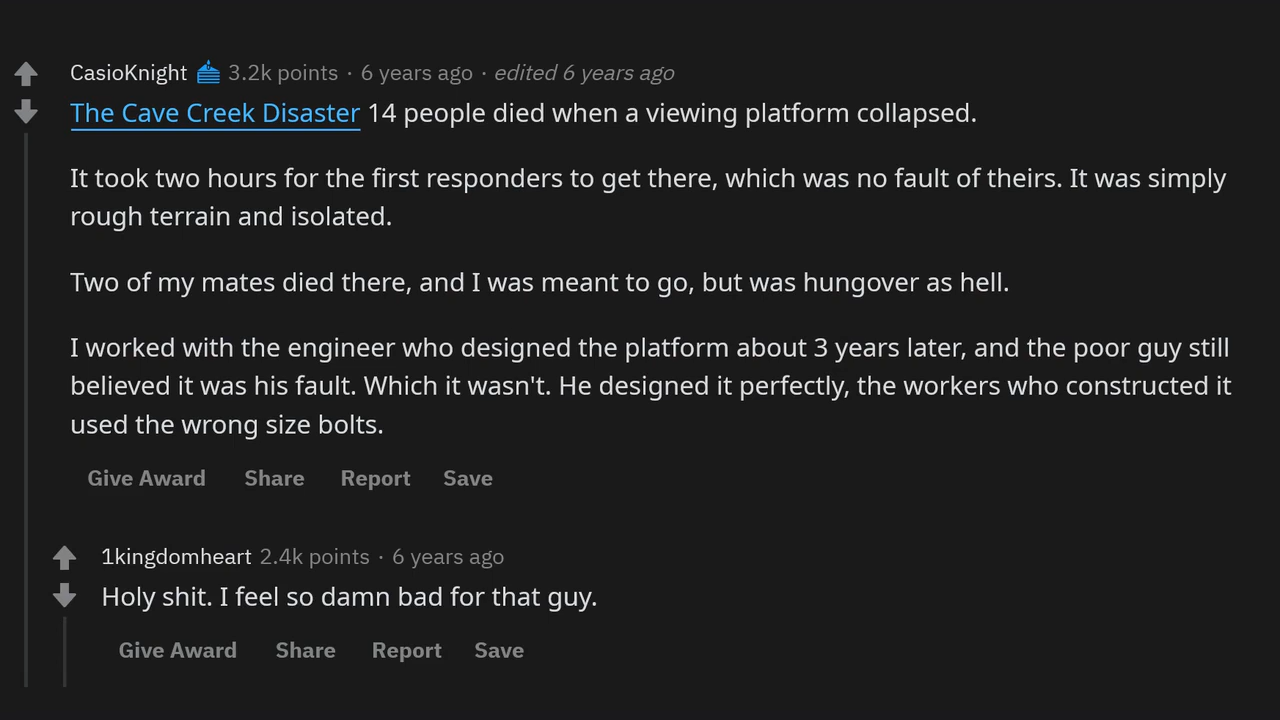 CasioKnight 3.2k points · 6 years ago · edited 6 years ago
The Cave Creek Disaster 14 people died when a viewing platform collapsed.
It took two hours for the first responders to get there, which was no fault of theirs. It was simply
rough terrain and isolated.
Two of my mates died there, and I was meant to go, but was hungover as hell.
I worked with the engineer who designed the platform about 3 years later, and the poor guy still
believed it was his fault. Which it wasn't. He designed it perfectly, the workers who constructed it
used the wrong size bolts.
Give Award Share Report Save
1kingdomheart 2.4k points · 6 years ago
Holy shit. I feel so damn bad for that guy.
Give Award Share Report Save